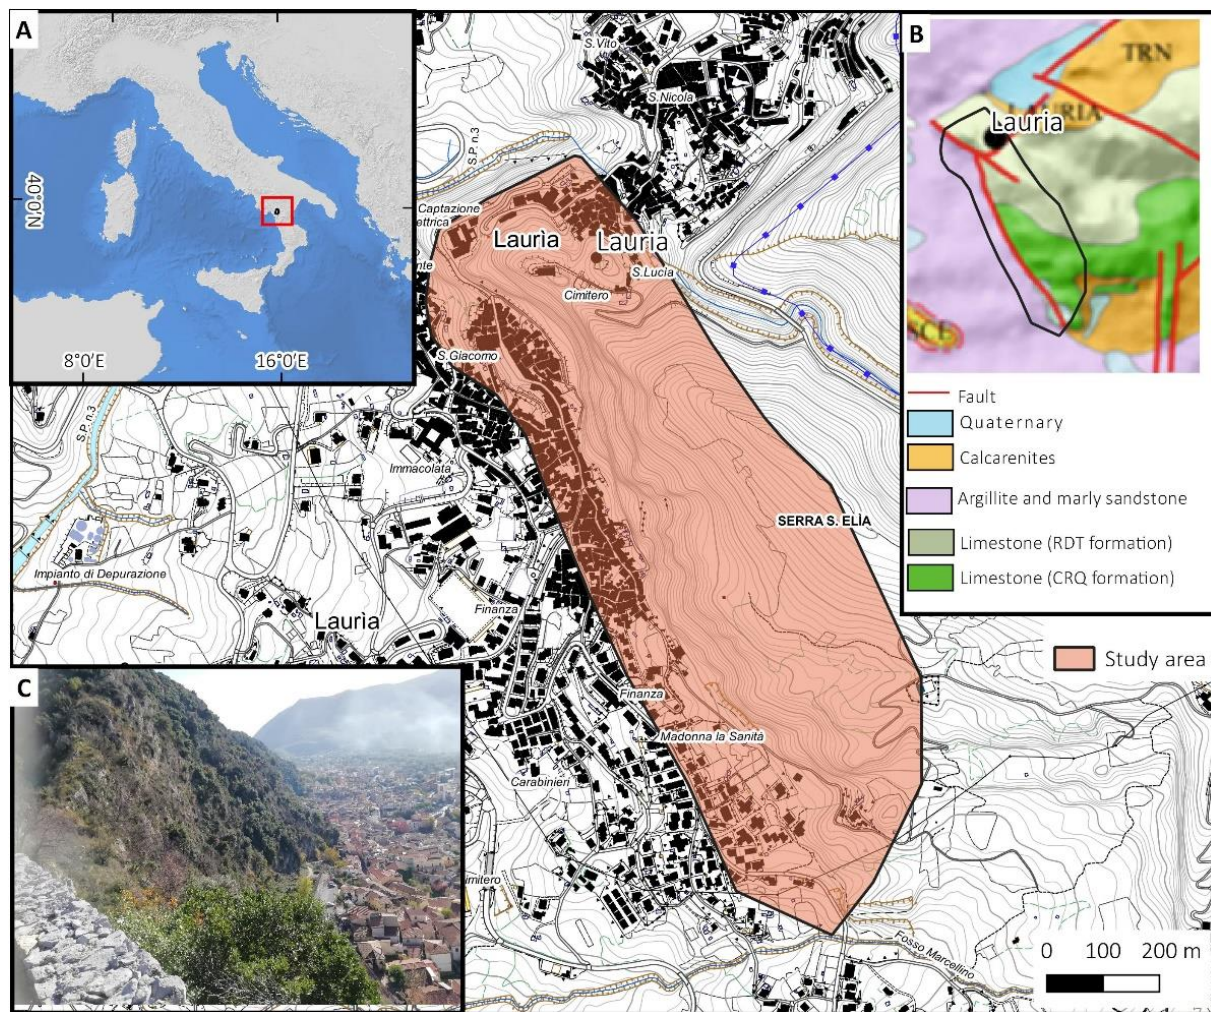 A
40°0'N
8°0'E
16°0'E
S.Vito
S.Nicola
S.P. n.3
Captazione
Laurìa
Lauria
S.Lucia
Cimitero
S.Giacomo
S.P. n.3
Immacolata
SERRA S. ELÌA
Impianto di Depurazione
Finanza
Laurìa
Finanza
Madonna la Sanità
Carabinieri
imitero
Fosso Marcellino
B
TRN
LAURIA
Lauria
Fault
Quaternary
Calcarenites
Argillite and marly sandstone
Limestone (RDT formation)
Limestone (CRQ formation)
Study area
C
0 100 200 m